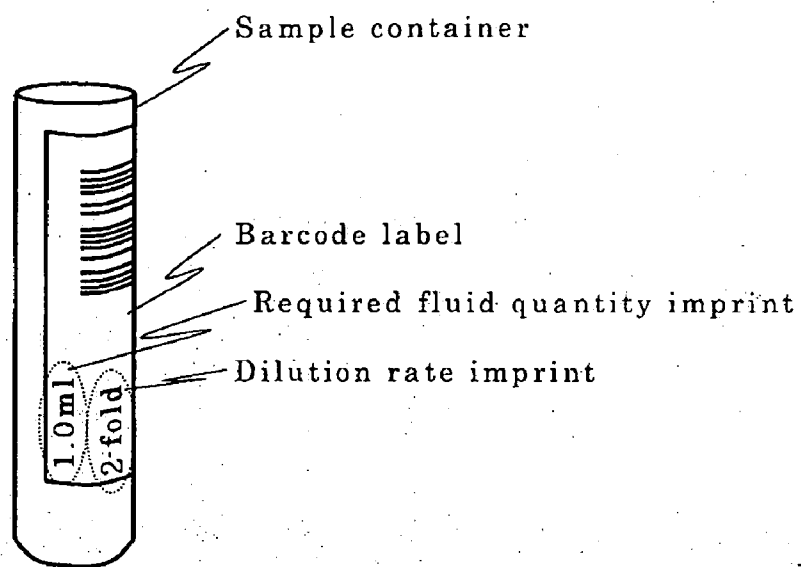 Sample container
Barcode label
Required fluid quantity imprint
Dilution rate imprint
1.0ml
2-fold